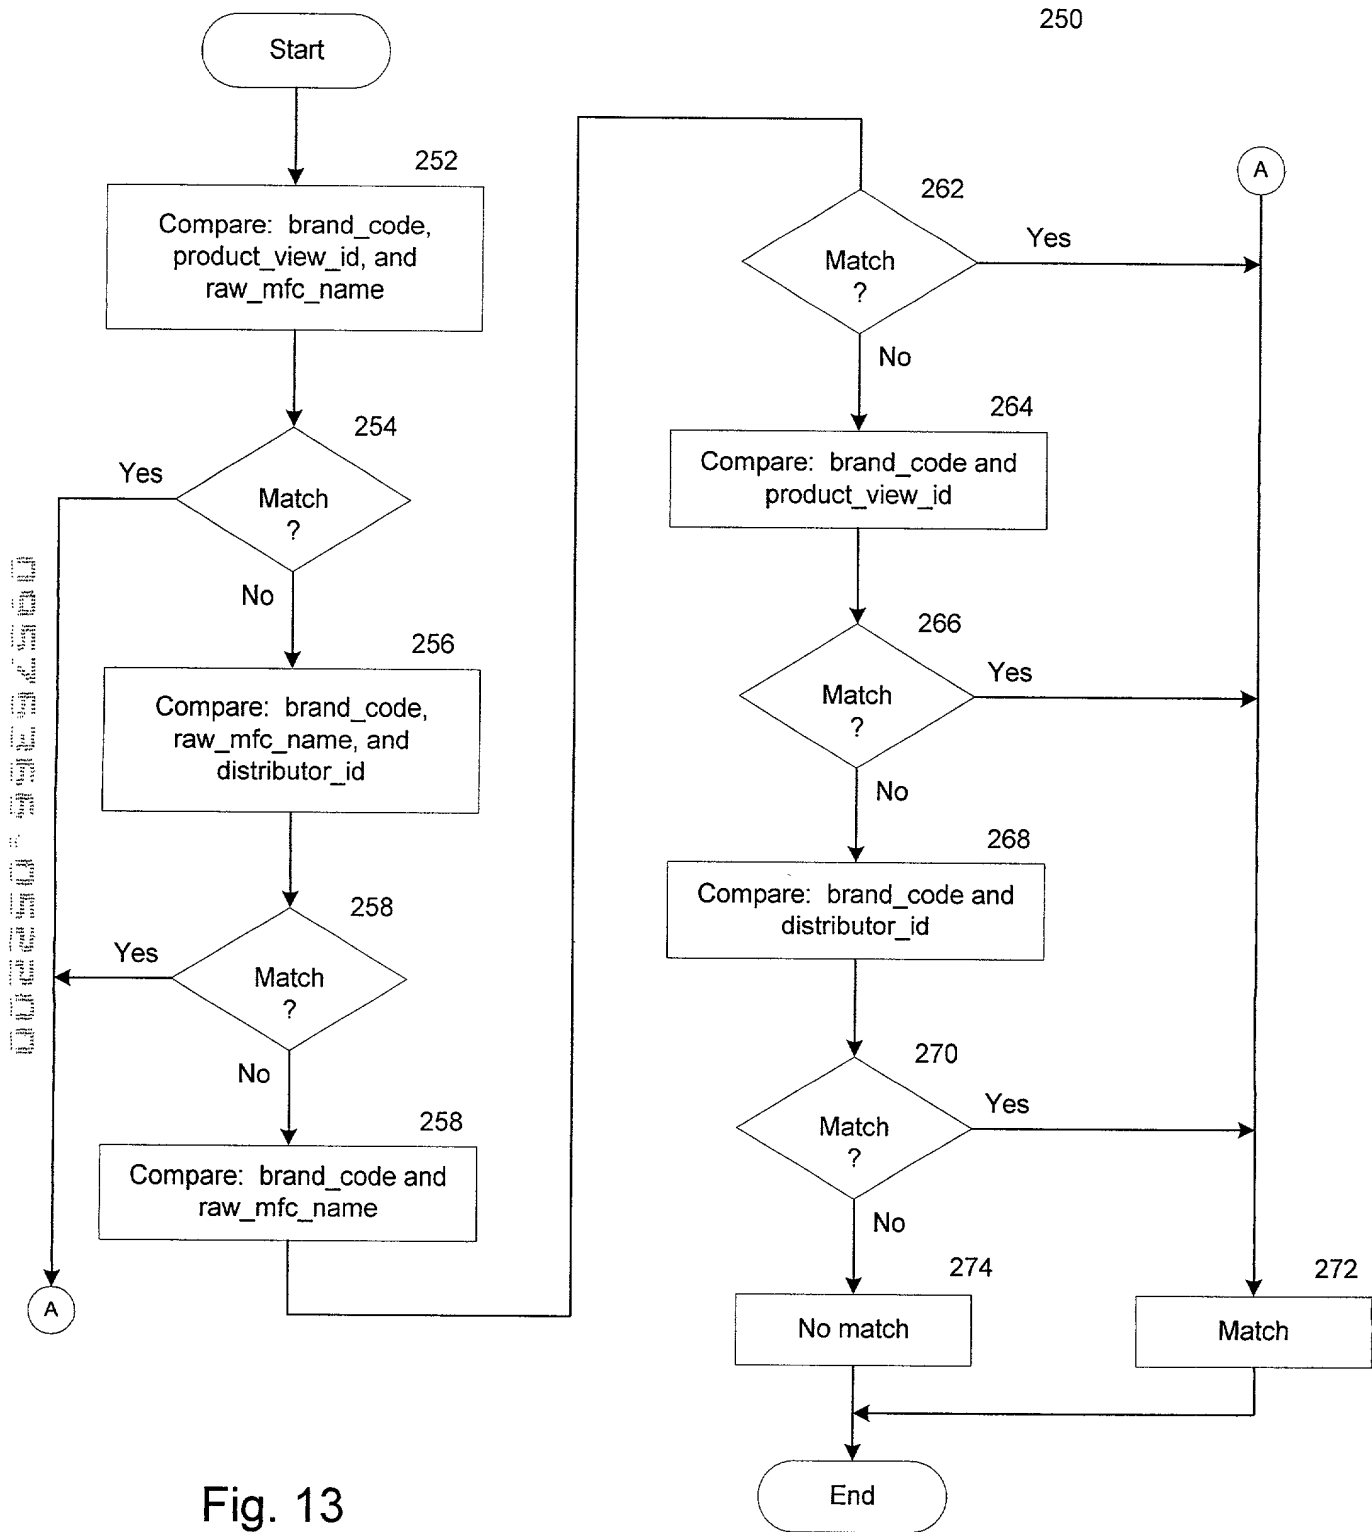 250
Start
252
Compare: brand_code,
product_view_id, and
raw_mfc_name
254
Yes
Match
?
No
256
Compare: brand_code,
raw_mfc_name, and
distributor_id
258
Yes
Match
?
No
258
Compare: brand_code and
raw_mfc_name
A
262
Match
?
Yes
No
A
264
Compare: brand_code and
product_view_id
266
Match
?
Yes
No
268
Compare: brand_code and
distributor_id
270
Match
?
Yes
No
274
No match
272
Match
End
09576366.052200
Fig. 13